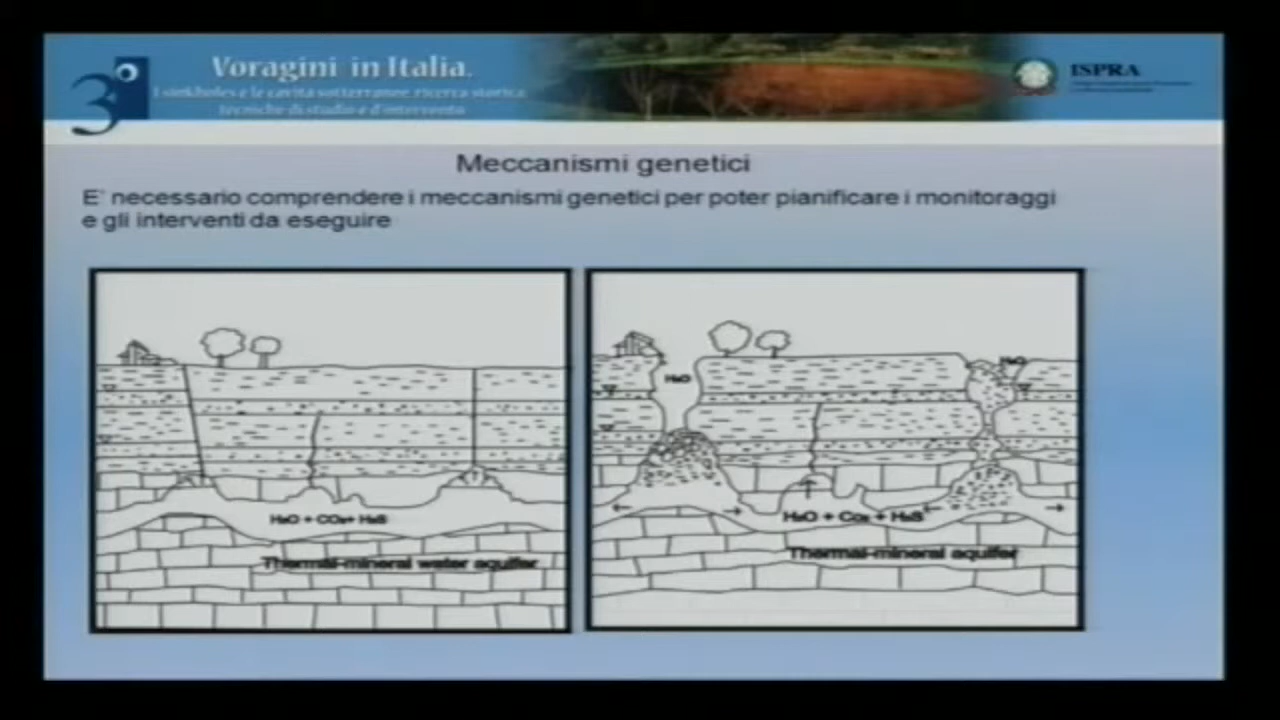 3°
Voragini in Italia.
I sinkholes e le cavità sotterranee: ricerca storica,
tecniche di studio e d'intervento
ISPRA
Meccanismi genetici
E' necessario comprendere i meccanismi genetici per poter pianificare i monitoraggi
e gli interventi da eseguire
H₂O + CO₂+ H₂S
Thermal-mineral water aquifer
H₂O
H₂O
H₂O + Co₂ + H₂S
Thermal-mineral aquifer